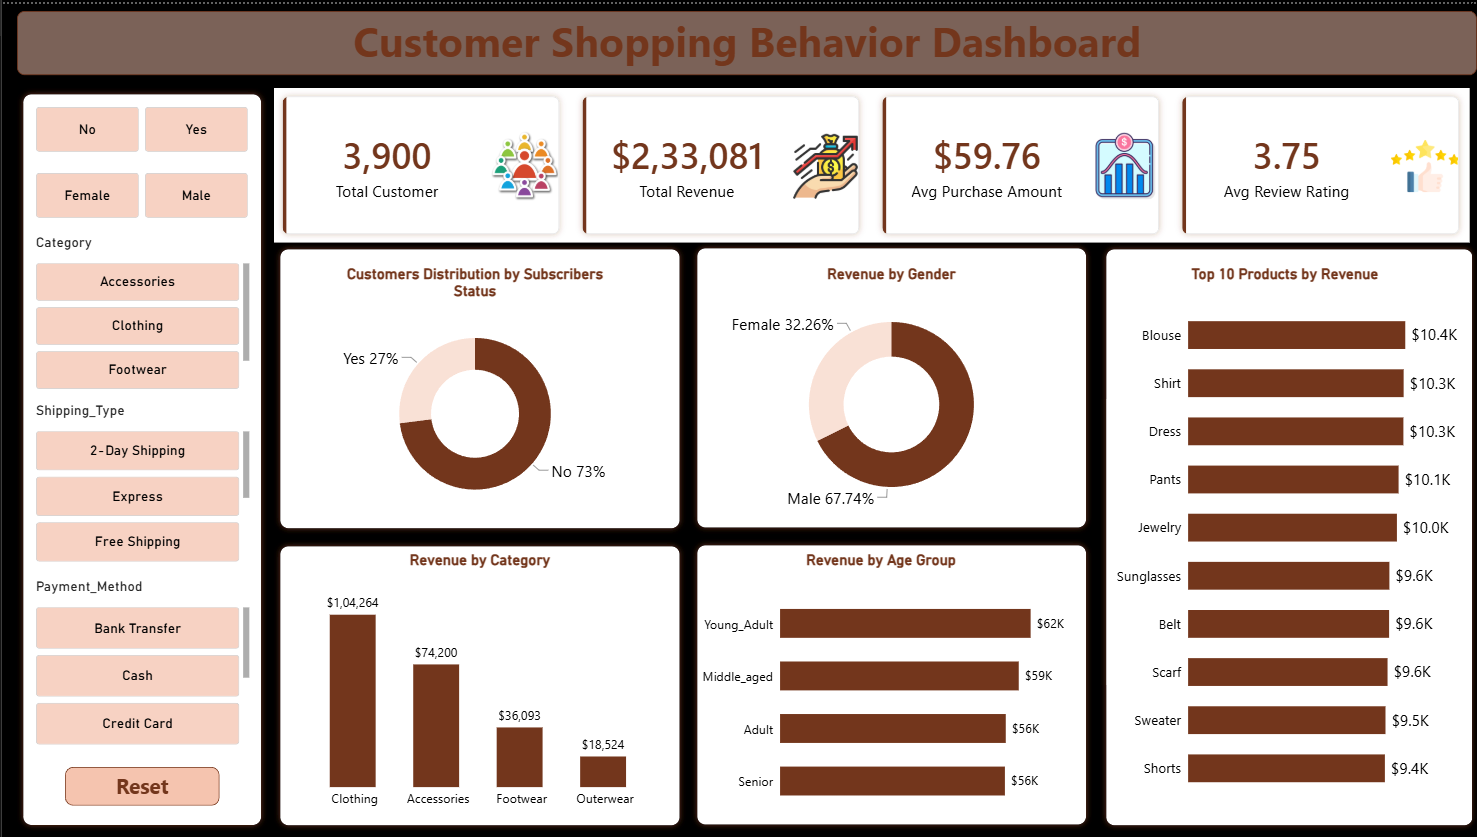 Customer Shopping Behavior Dashboard
No
Yes
Female
Male
Category
Accessories
Clothing
Footwear
Shipping_Type
2-Day Shipping
Express
Free Shipping
Payment_Method
Bank Transfer
Cash
Credit Card
Reset
3,900
Total Customer
$2,33,081
Total Revenue
$59.76
Avg Purchase Amount
3.75
Avg Review Rating
Customers Distribution by Subscribers
Status
Yes 27%
No 73%
Revenue by Gender
Female 32.26%
Male 67.74%
Top 10 Products by Revenue
Blouse $10.4K
Shirt $10.3K
Dress $10.3K
Pants $10.1K
Jewelry $10.0K
Sunglasses $9.6K
Belt $9.6K
Scarf $9.6K
Sweater $9.5K
Shorts $9.4K
Revenue by Category
$1,04,264
$74,200
$36,093
$18,524
Clothing Accessories Footwear Outerwear
Revenue by Age Group
Young_Adult $62K
Middle_aged $59K
Adult $56K
Senior $56K